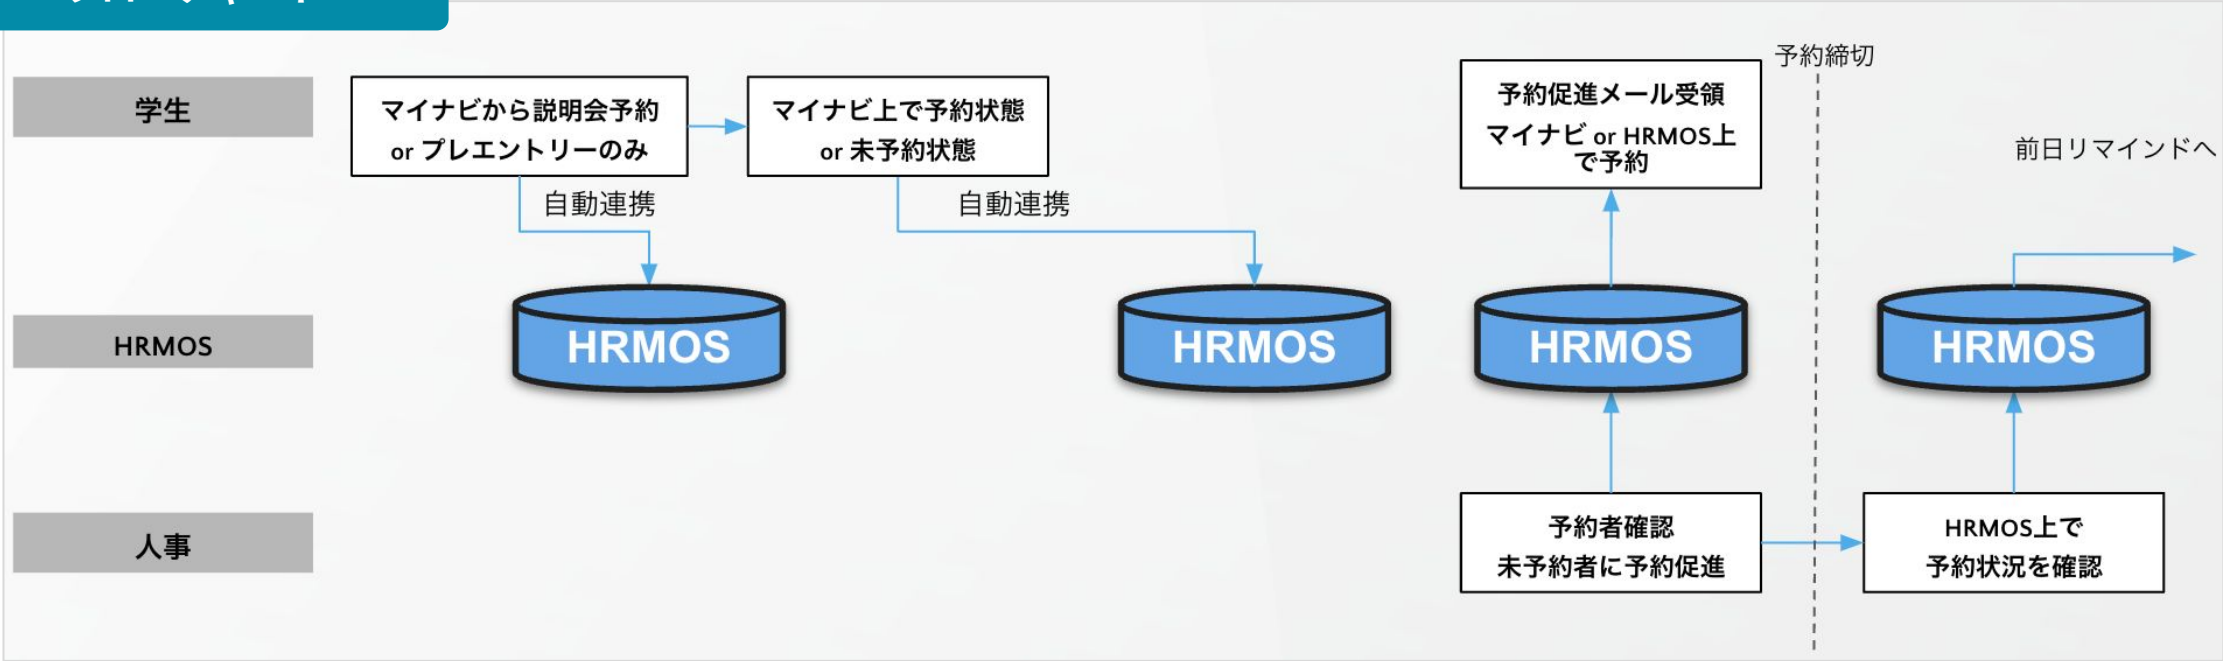 学生
マイナビから説明会予約
or プレエントリーのみ
マイナビ上で予約状態
or 未予約状態
予約促進メール受領
マイナビ or HRMOS上
で予約
予約締切
前日リマインドへ
自動連携
自動連携
HRMOS
HRMOS
HRMOS
HRMOS
HRMOS
人事
予約者確認
未予約者に予約促進
HRMOS上で
予約状況を確認